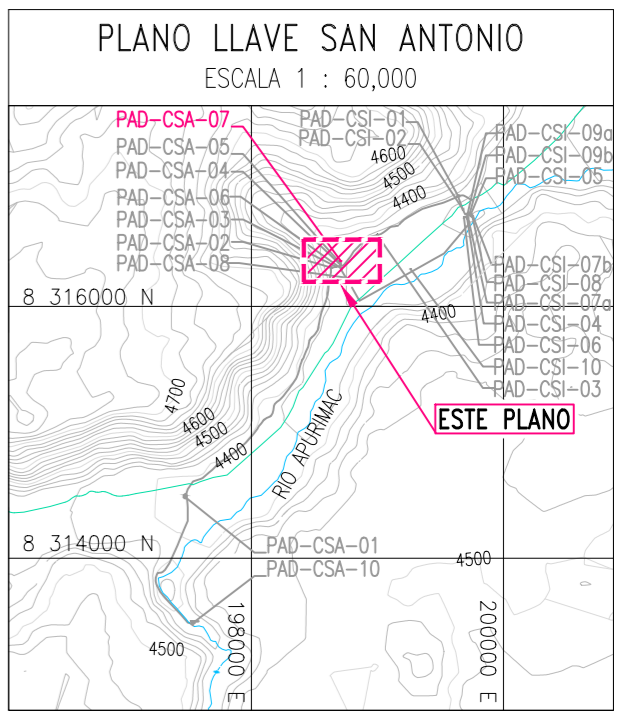 PLANO LLAVE SAN ANTONIO
ESCALA 1 : 60,000
PAD-CSA-07
PAD-CSA-05
PAD-CSA-04
PAD-CSA-06
PAD-CSA-03
PAD-CSA-02
PAD-CSA-08
PAD-CSI-01
PAD-CSI-02
4600
4500
4400
PAD-CSI-09a
PAD-CSI-09b
PAD-CSI-05
PAD-CSI-07b
PAD-CSI-08
PAD-CSI-07a
PAD-CSI-04
PAD-CSI-06
PAD-CSI-10
PAD-CSI-03
8 316000 N
4400
4700
4600
4500
4400
RIO APURIMAC
ESTE PLANO
8 314000 N
PAD-CSA-01
PAD-CSA-10
4500
4500
198000 E
200000 E